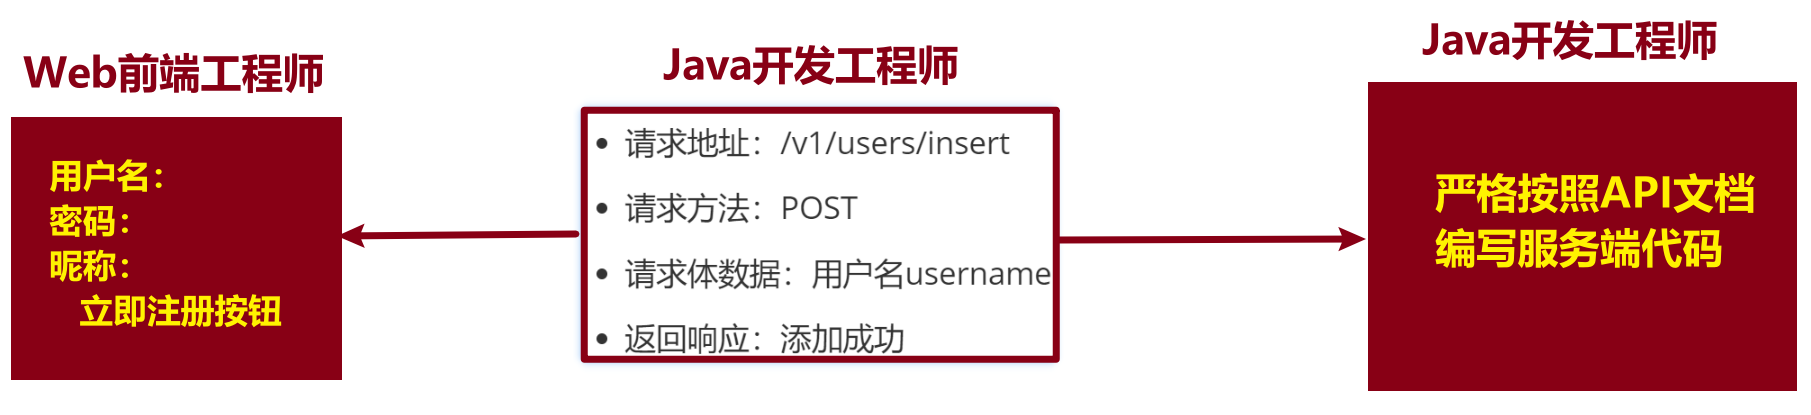 Web前端工程师
用户名：
密码：
昵称：
立即注册按钮
Java开发工程师
• 请求地址：/v1/users/insert
• 请求方法：POST
• 请求体数据：用户名username
• 返回响应：添加成功
Java开发工程师
严格按照API文档
编写服务端代码